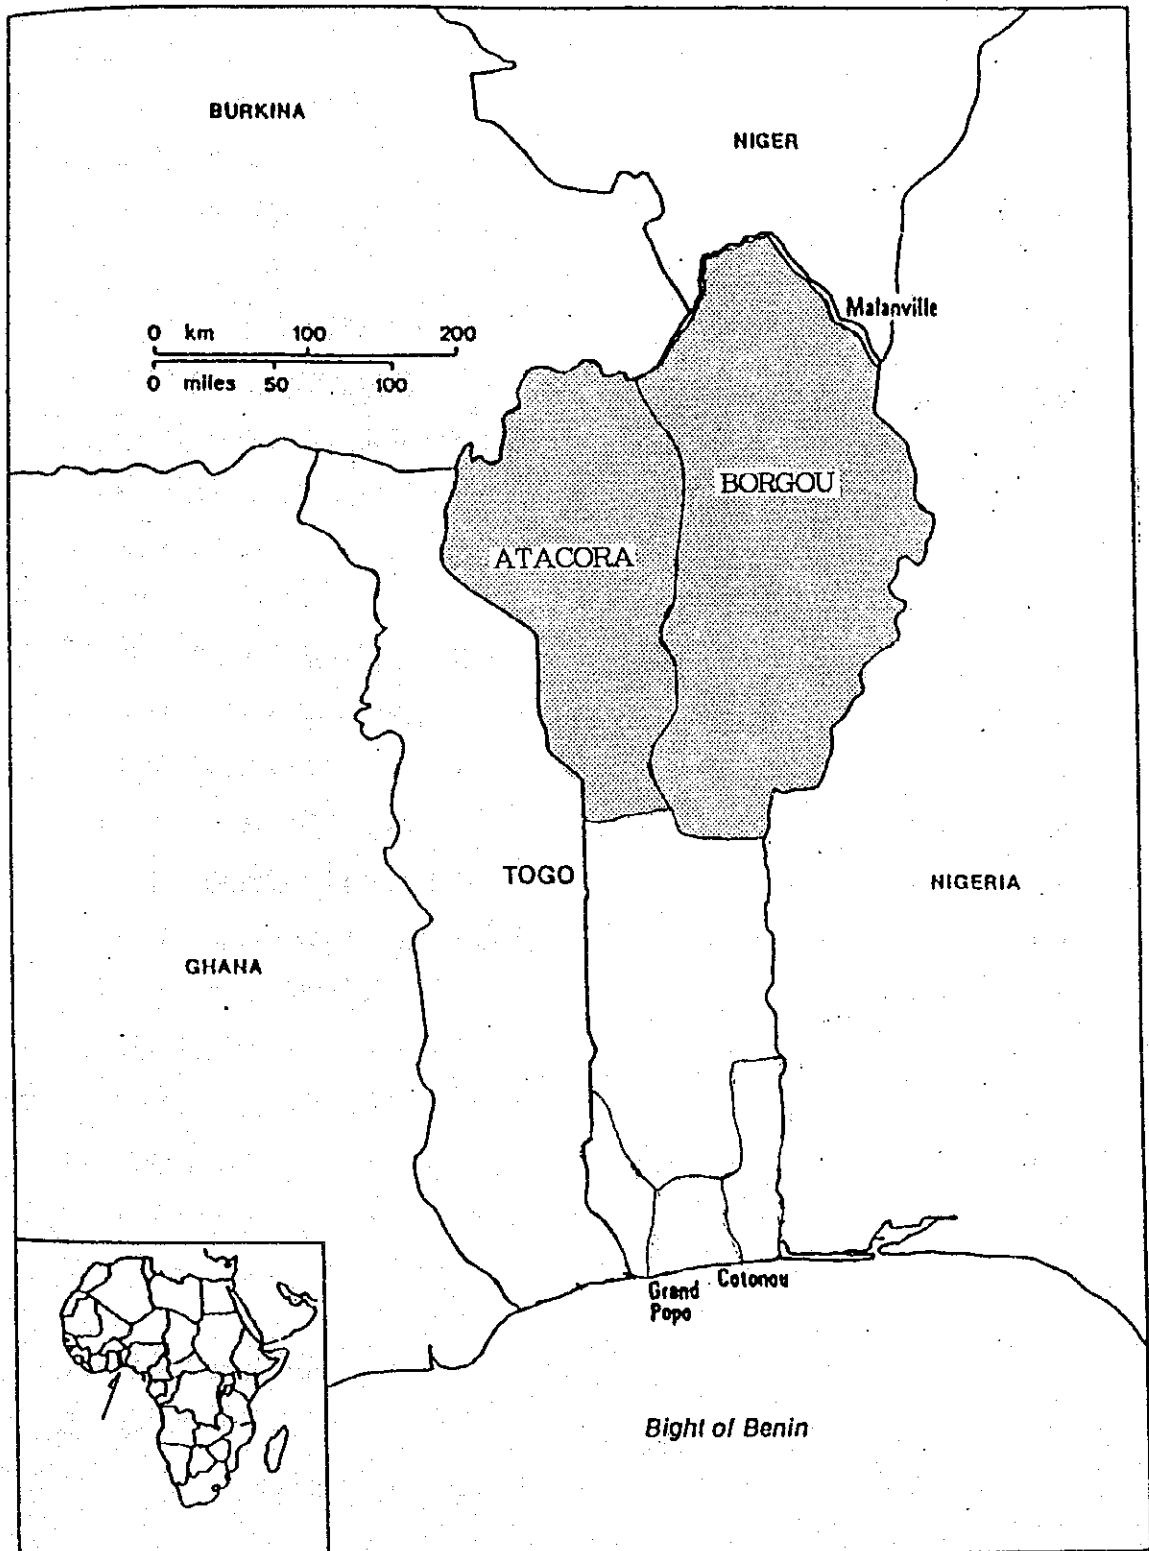 BURKINA
NIGER
Malanville
0 km 100 200
0 miles 50 100
BORGOU
ATACORA
TOGO
NIGERIA
GHANA
Grand
Popo
Cotonou
Bight of Benin